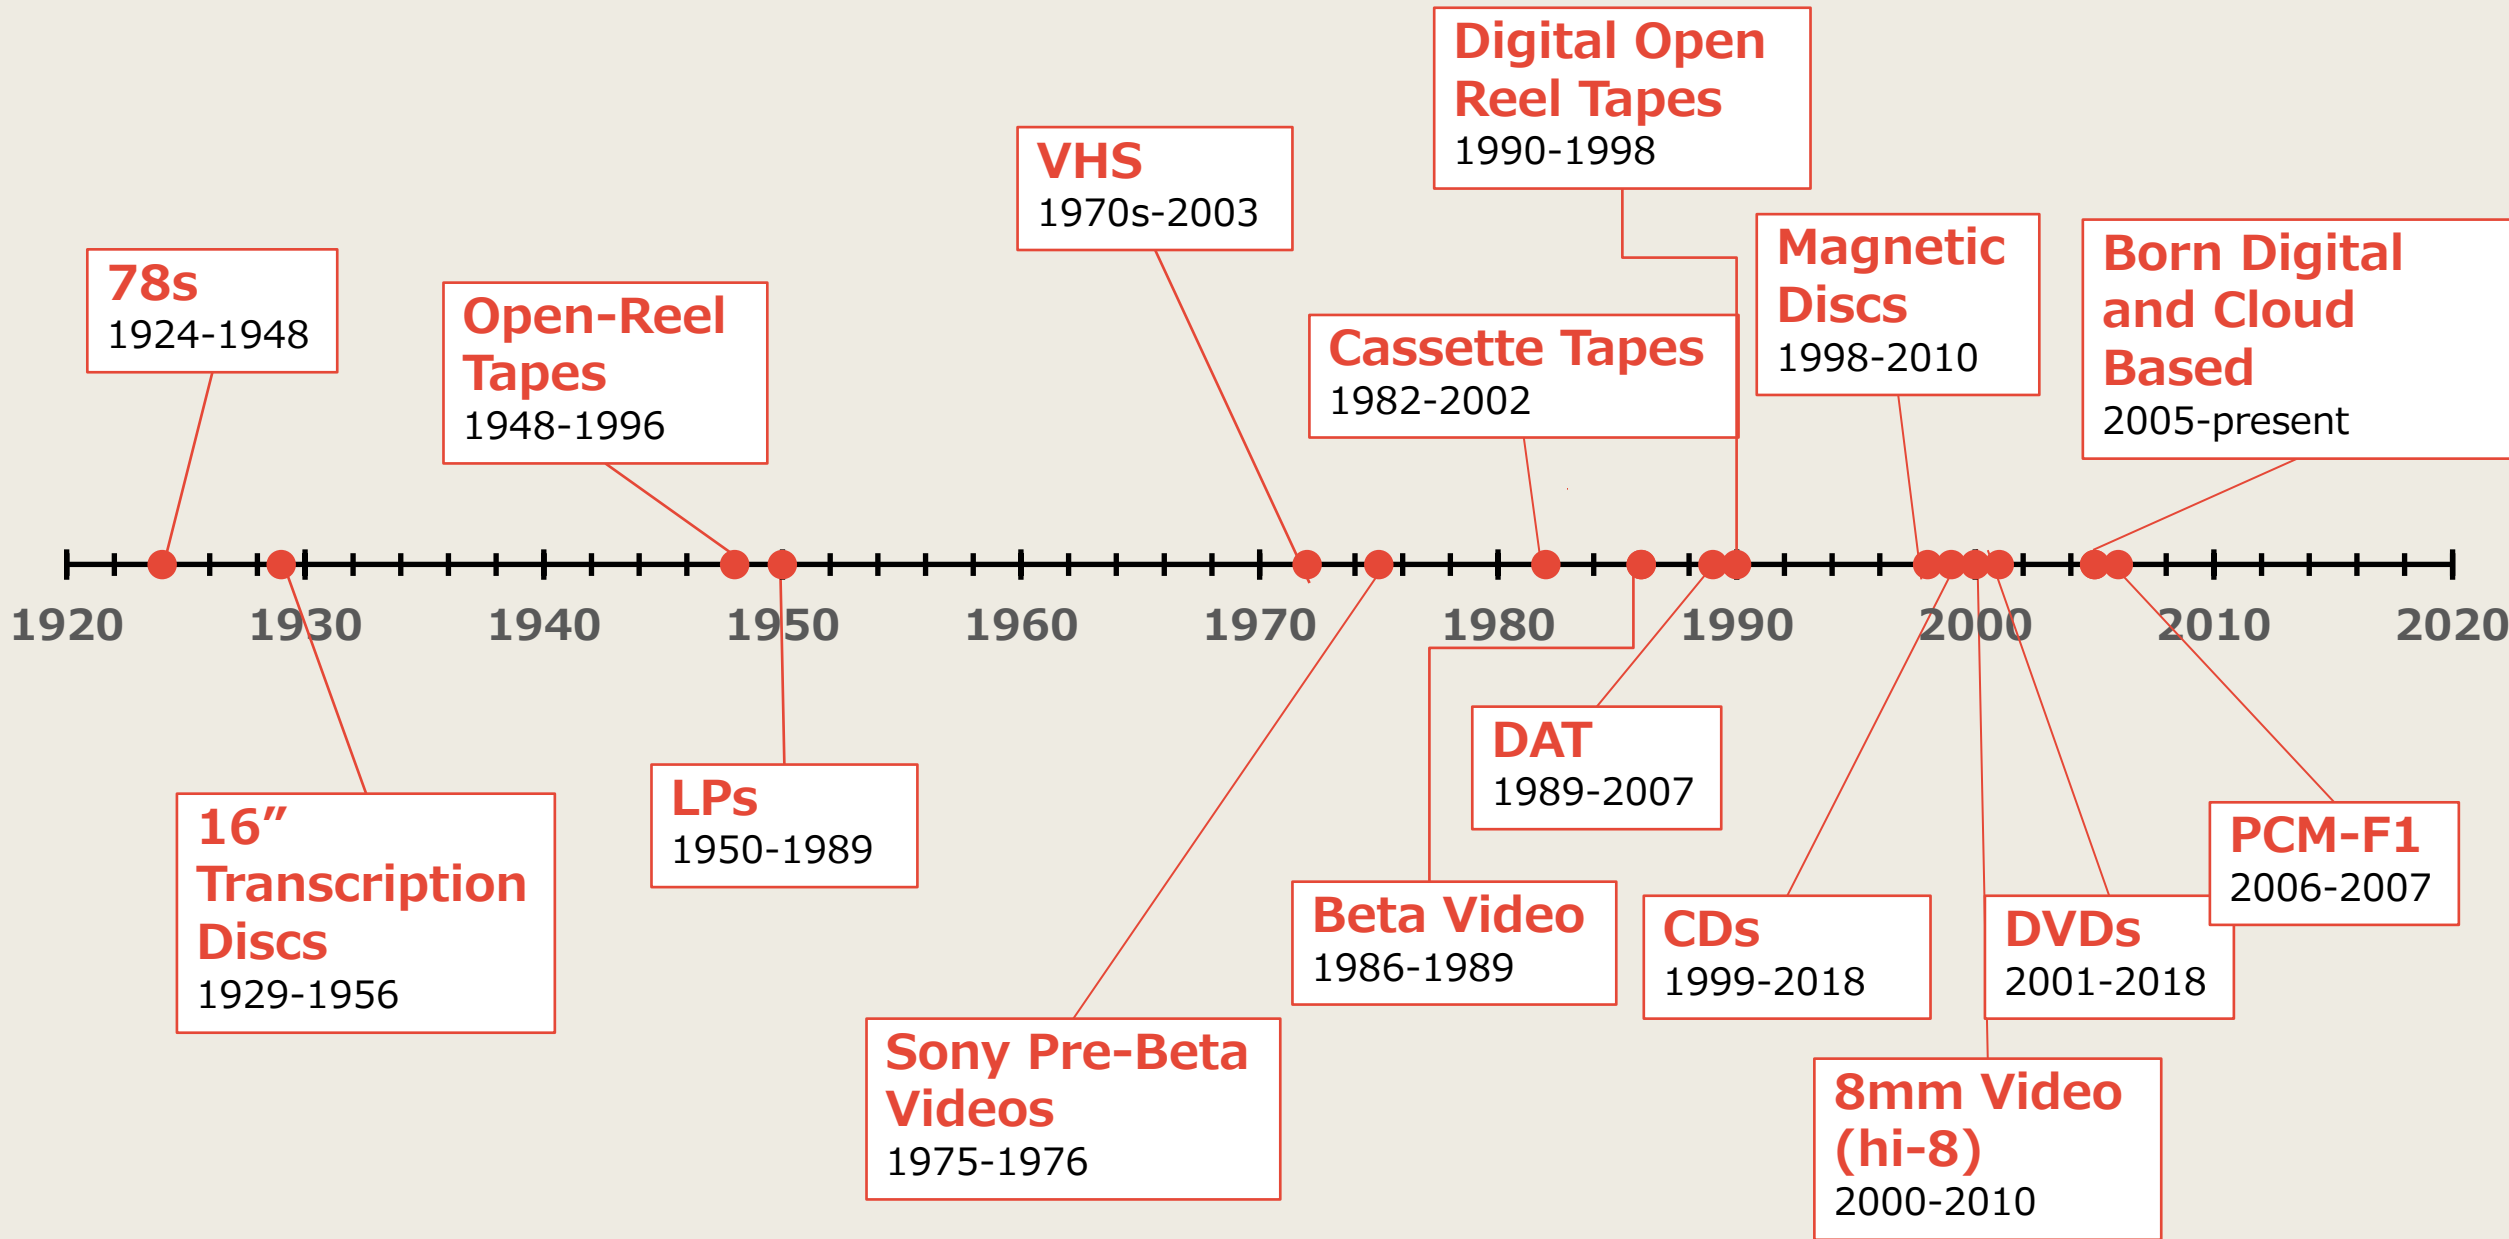 Digital Open
Reel Tapes
1990-1998
VHS
1970s-2003
Magnetic
Discs
1998-2010
Born Digital
and Cloud
Based
2005-present
78s
1924-1948
Open-Reel
Tapes
1948-1996
Cassette Tapes
1982-2002
1920
1930
1940
1950
1960
1970
1980
1990
2000
2010
2020
16″
Transcription
Discs
1929-1956
LPs
1950-1989
Sony Pre-Beta
Videos
1975-1976
Beta Video
1986-1989
DAT
1989-2007
CDs
1999-2018
8mm Video
(hi-8)
2000-2010
DVDs
2001-2018
PCM-F1
2006-2007